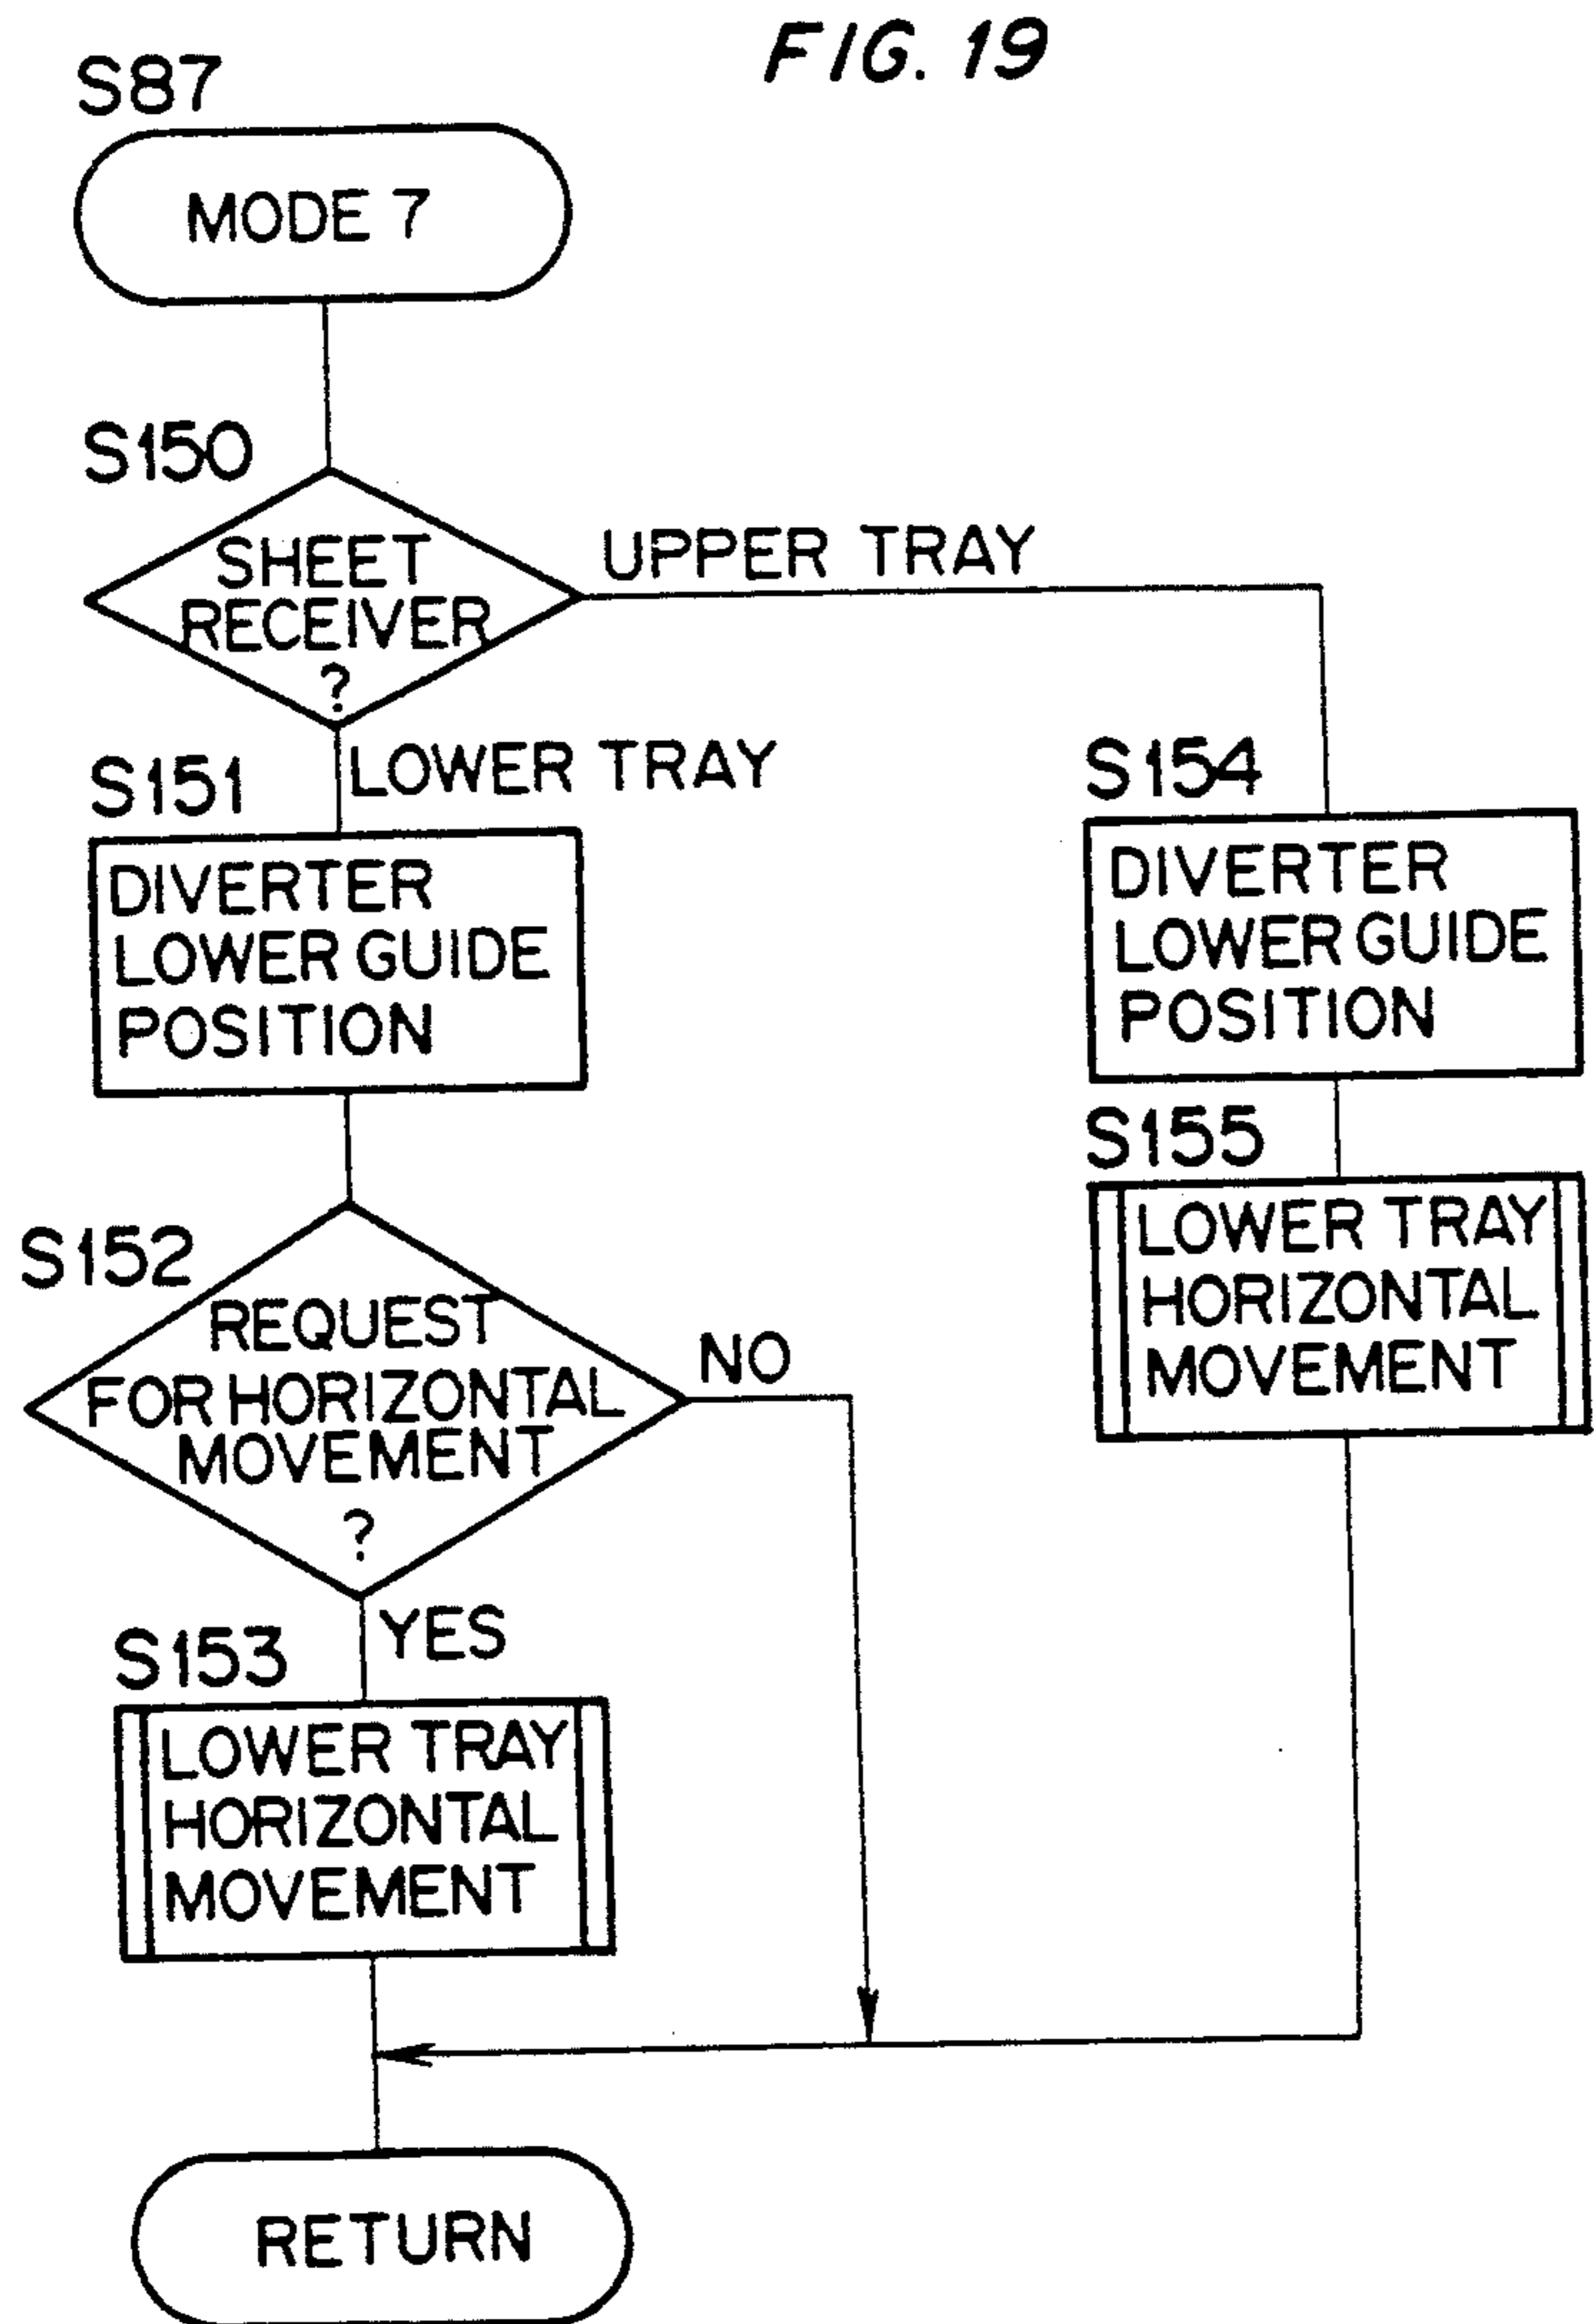 FIG. 19
S87
MODE 7
S150
SHEET
RECEIVER
?
UPPER TRAY
LOWER TRAY
S151
DIVERTER
LOWER GUIDE
POSITION
S152
REQUEST
FOR HORIZONTAL
MOVEMENT
?
NO
YES
S153
LOWER TRAY
HORIZONTAL
MOVEMENT
S154
DIVERTER
LOWER GUIDE
POSITION
S155
LOWER TRAY
HORIZONTAL
MOVEMENT
RETURN